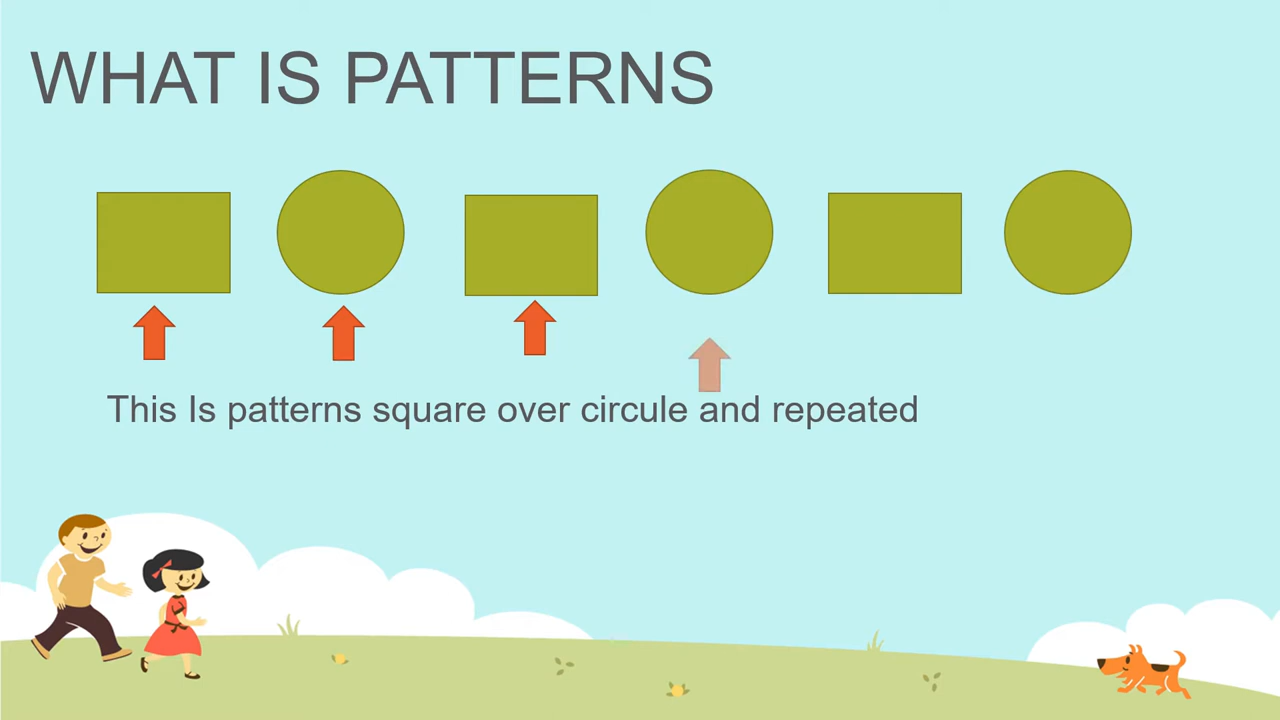 WHAT IS PATTERNS
This Is patterns square over circule and repeated